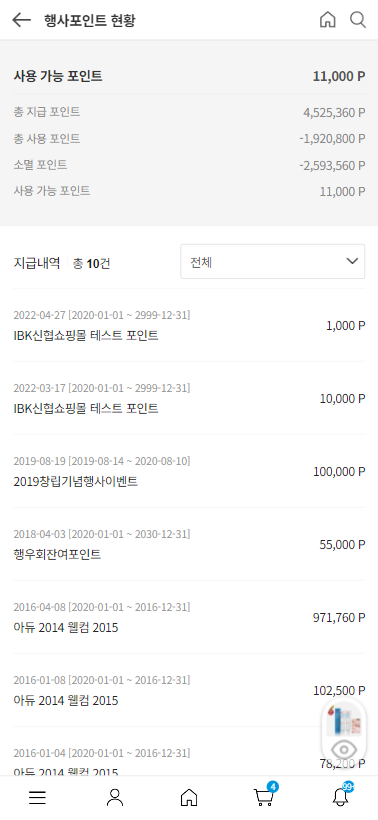 행사포인트 현황
사용 가능 포인트 11,000 P
총 지급 포인트 4,525,360 P
총 사용 포인트 -1,920,800 P
소멸 포인트 -2,593,560 P
사용 가능 포인트 11,000 P
지급내역 총 10건 전체
2022-04-27 [2020-01-01 ~ 2999-12-31]
IBK신협쇼핑몰 테스트 포인트 1,000 P
2022-03-17 [2020-01-01 ~ 2999-12-31]
IBK신협쇼핑몰 테스트 포인트 10,000 P
2019-08-19 [2019-08-14 ~ 2020-08-10]
2019창립기념행사이벤트 100,000 P
2018-04-03 [2020-01-01 ~ 2030-12-31]
행우회잔여포인트 55,000 P
2016-04-08 [2020-01-01 ~ 2016-12-31]
아듀 2014 웰컴 2015 971,760 P
2016-01-08 [2020-01-01 ~ 2016-12-31]
아듀 2014 웰컴 2015 102,500 P
2016-01-04 [2020-01-01 ~ 2016-12-31]
아듀 2014 웰컴 2015 78,200 P
4 99+